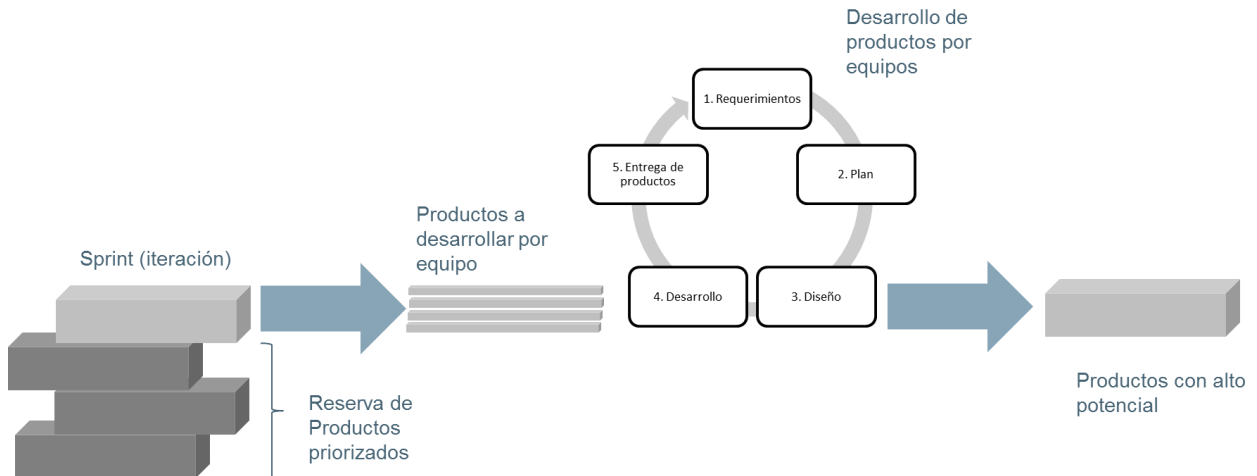 Sprint (iteración)
Reserva de
Productos
priorizados
Productos a
desarrollar por
equipo
Desarrollo de
productos por
equipos
1. Requerimientos
2. Plan
3. Diseño
4. Desarrollo
5. Entrega de
productos
Productos con alto
potencial